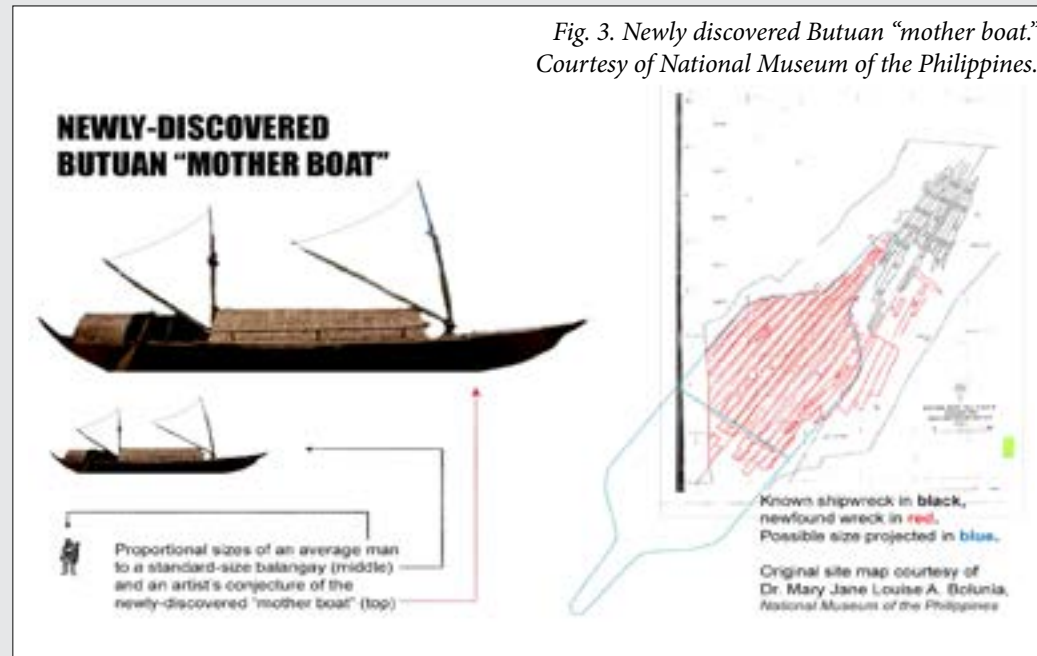 Fig. 3. Newly discovered Butuan “mother boat.”
Courtesy of National Museum of the Philippines.
NEWLY-DISCOVERED
BUTUAN “MOTHER BOAT”
Proportional sizes of an average man
to a standard-size balangay (middle)
and an artist's conjecture of the
newly-discovered "mother boat" (top)
Known shipwreck in black,
newfound wreck in red.
Possible size projected in blue.
Original site map courtesy of
Dr. Mary Jane Louise A. Bolunia,
National Museum of the Philippines